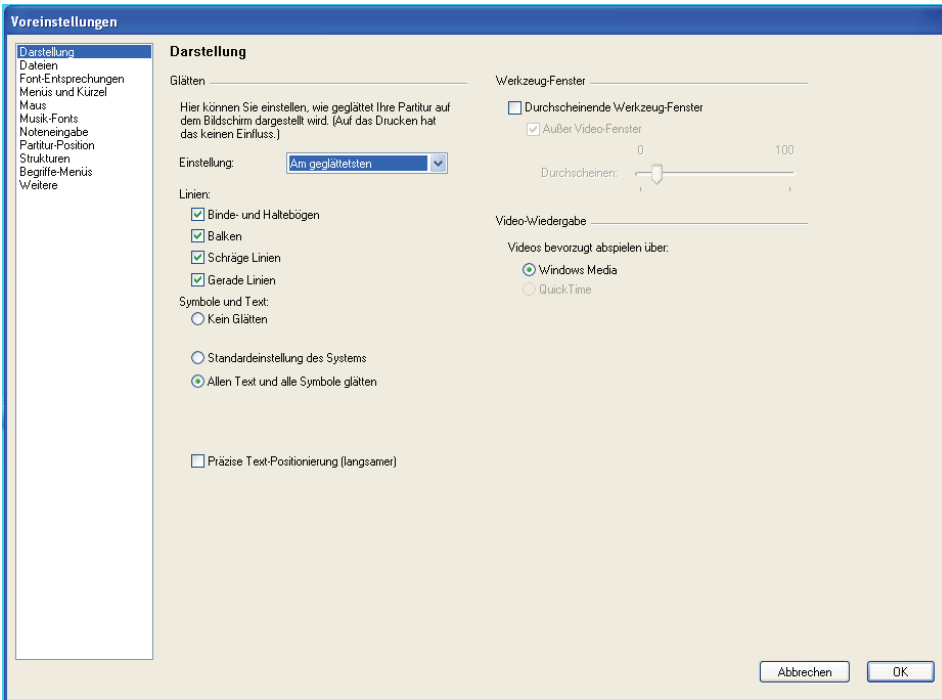 Voreinstellungen
Darstellung
Dateien
Font-Entsprechungen
Menüs und Kürzel
Maus
Musik-Fonts
Noteneingabe
Partitur-Position
Strukturen
Begriffe-Menüs
Weitere
Darstellung
Glätten
Hier können Sie einstellen, wie geglättet Ihre Partitur auf
dem Bildschirm dargestellt wird. (Auf das Drucken hat
das keinen Einfluss.)
Einstellung:
Am geglättetsten
Linien:
Binde- und Haltebögen
Balken
Schräge Linien
Gerade Linien
Symbole und Text:
Kein Glätten
Standardeinstellung des Systems
Allen Text und alle Symbole glätten
Präzise Text-Positionierung (langsamer)
Werkzeug-Fenster
Durchscheinende Werkzeug-Fenster
Außer Video-Fenster
0 100
Durchscheinen:
Video-Wiedergabe
Videos bevorzugt abspielen über:
Windows Media
QuickTime
Abbrechen
OK